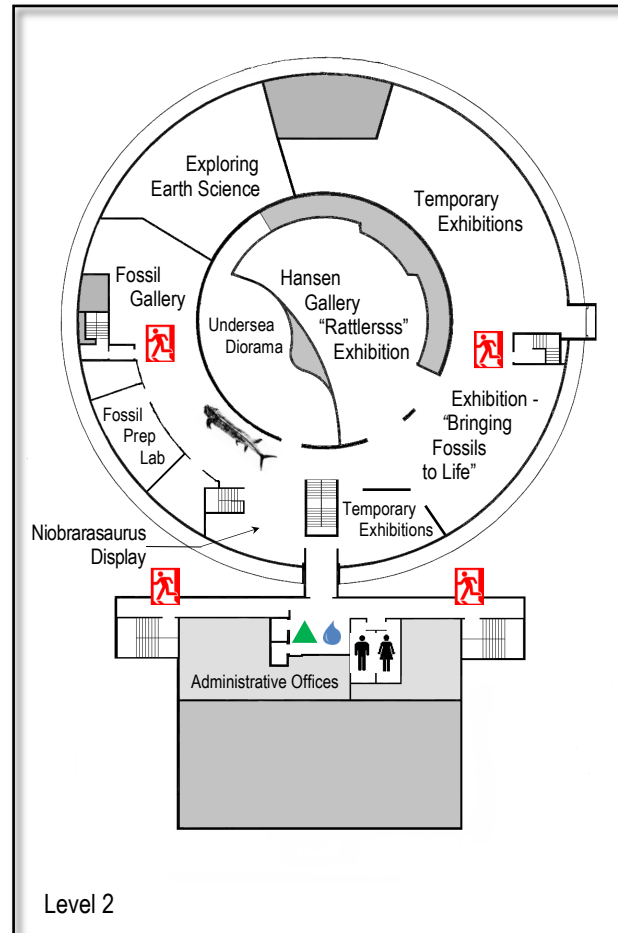 Exploring
Earth Science
Temporary
Exhibitions
Fossil
Gallery
Hansen
Gallery
“Rattlersss”
Exhibition
Undersea
Diorama
Exhibition -
“Bringing
Fossils
to Life”
Fossil
Prep
Lab
Temporary
Exhibitions
Niobrarasaurus
Display
Administrative Offices
Level 2